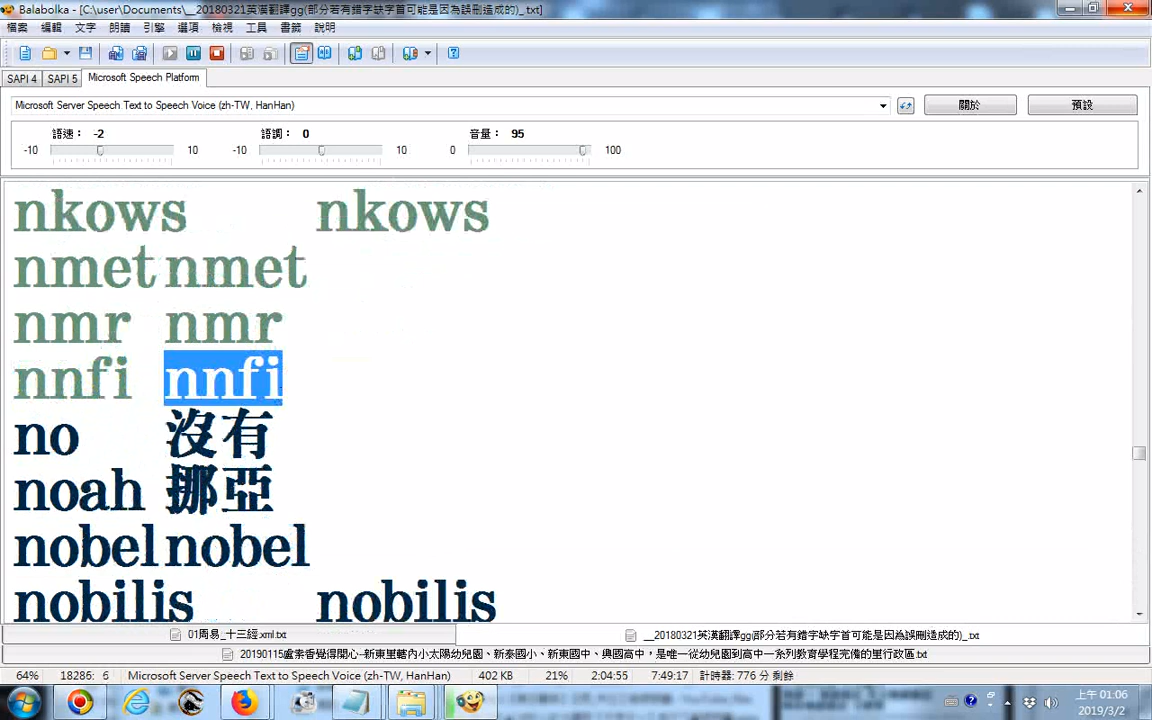 Balabolka - [C:\user\Documents\__20180321英漢翻譯gg(部分若有錯字缺字首可能是因為誤刪造成的)_.txt]
檔案 編輯 文字 朗讀 引擎 選項 檢視 工具 書籤 說明
SAPI 4 SAPI 5 Microsoft Speech Platform
Microsoft Server Speech Text to Speech Voice (zh-TW, HanHan) 關於 預設
語速： -2 語調： 0 音量： 95
-10 10 -10 10 0 100
nkows nkows
nmet nmet
nmr nmr
nnfi nnfi
no 沒有
noah 挪亞
nobel nobel
nobilis nobilis
01周易_十三經.xml.txt __20180321英漢翻譯gg(部分若有錯字缺字首可能是因為誤刪造成的)_.txt
20190115盧素香覺得開心-新東里轄內小太陽幼兒園、新泰國小、新東國中、興國高中，是唯一從幼兒園到高中一系列教育學程完備的里行政區.txt
64% 18286: 6 Microsoft Server Speech Text to Speech Voice (zh-TW, HanHan) 402 KB 21% 2:04:55 7:49:17 計時器: 776 分 剩餘
上午 01:06
2019/3/2